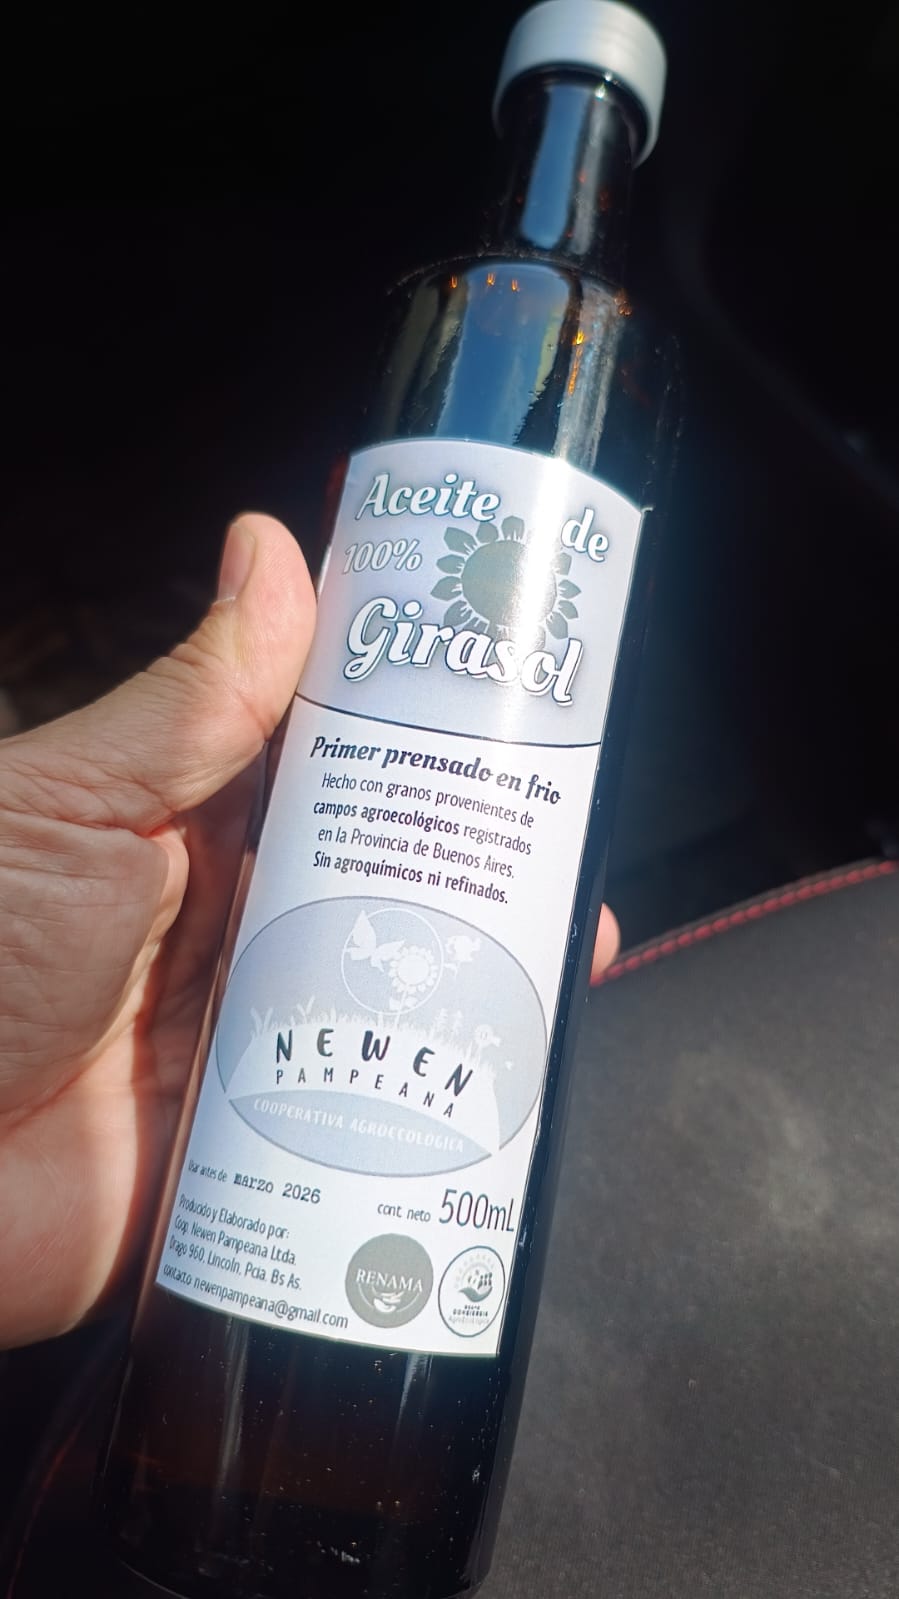 Aceite de
100%
Girasol
Primer prensado en frio
Hecho con granos provenientes de
campos agroecológicos registrados
en la Provincia de Buenos Aires.
Sin agroquímicos ni refinados.
NEWEN
PAMPEANA
COOPERATIVA AGROECOLÓGICA
Usar antes de marzo 2026
cont. neto 500mL
Producido y Elaborado por:
Coop. Newen Pampeana Ltda.
Drago 960, Lincoln, Pcia. Bs As.
contacto: newenpampeana@gmail.com
RENAMA